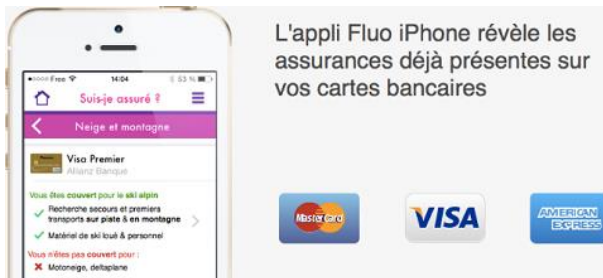 L'appli Fluo iPhone révèle les
assurances déjà présentes sur
vos cartes bancaires
Free 14:04 53 %
Suis-je assuré ?
Neige et montagne
Visa Premier
Allianz Banque
Vous êtes couvert pour le ski alpin
Recherche secours et premiers
transports sur piste & en montagne
Matériel de ski loué & personnel
Vous n'êtes pas couvert pour :
Motoneige, deltaplane
MasterCard
VISA
AMERICAN
EXPRESS